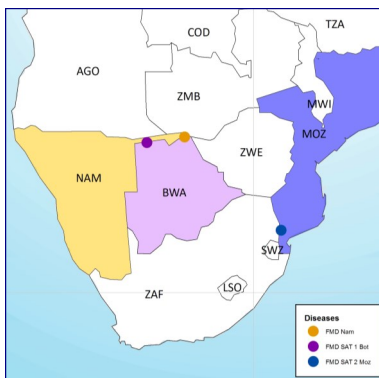 TZA
COD
AGO
MWI
ZMB
MOZ
ZWE
NAM
BWA
SWZ
LSO
ZAF
Diseases
FMD Nam
FMD SAT 1 Bot
FMD SAT 2 Moz